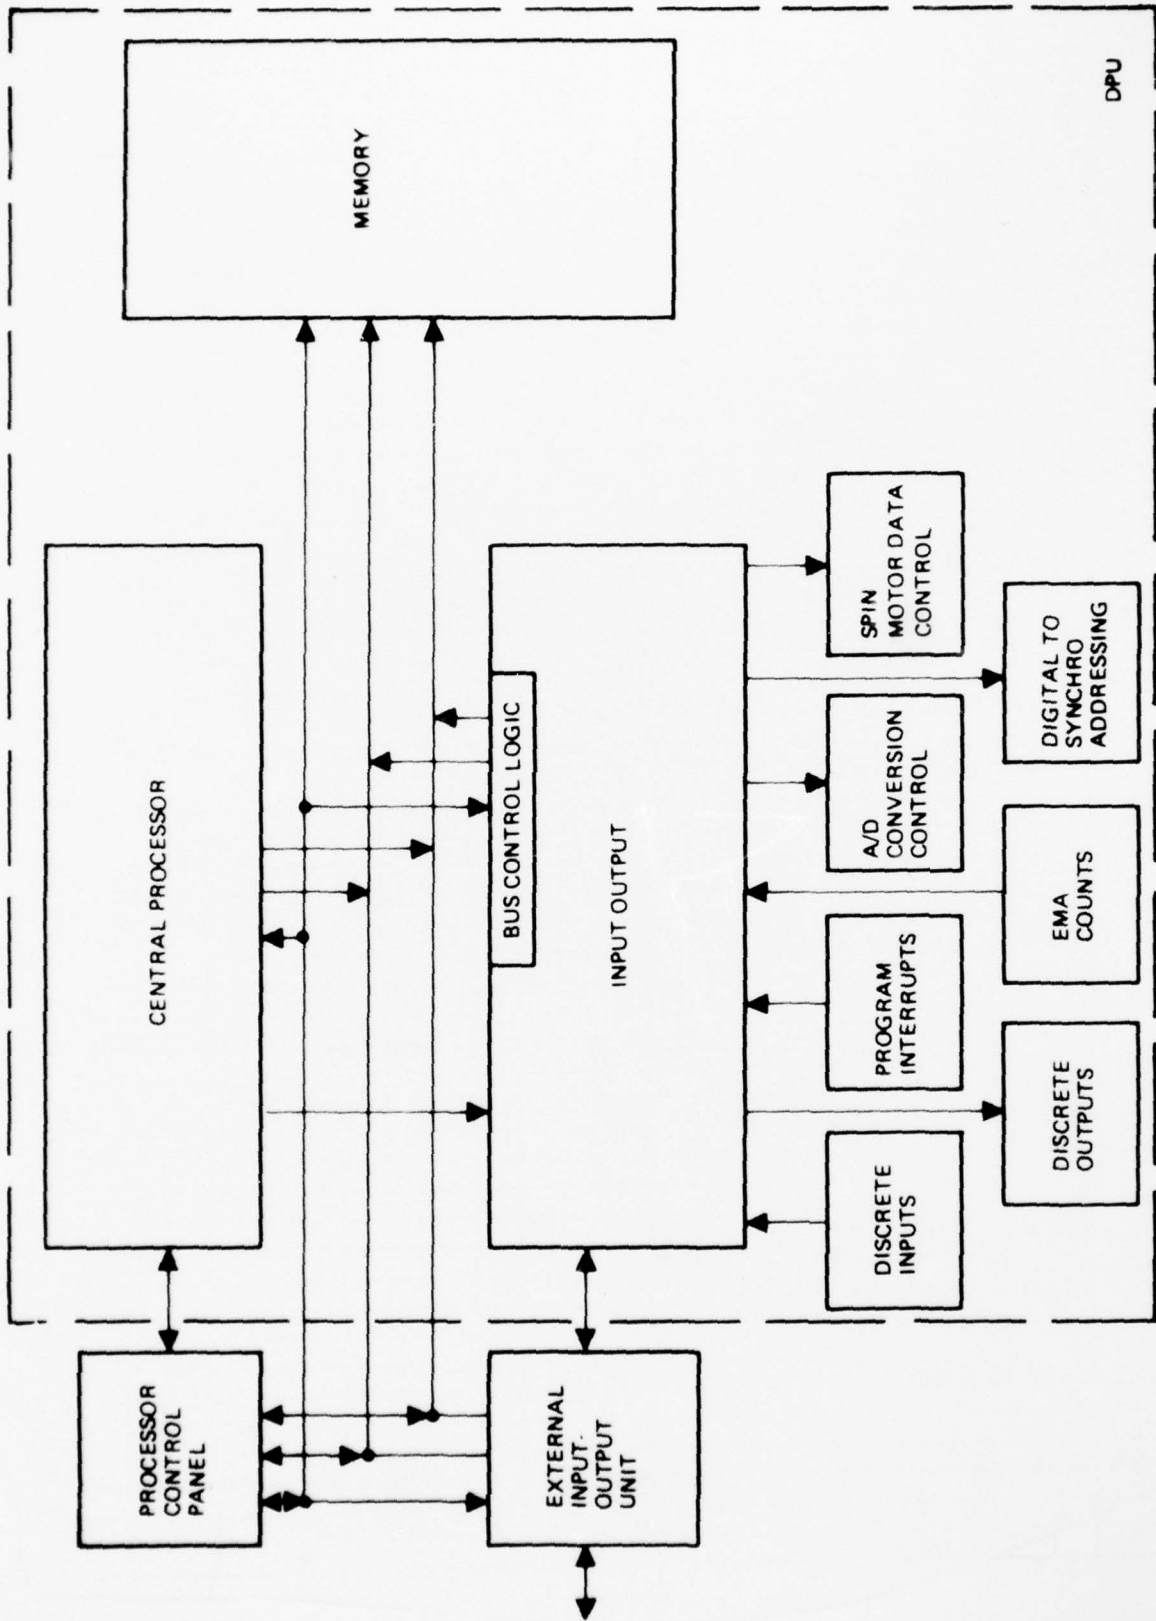 PROCESSOR
CONTROL
PANEL
CENTRAL PROCESSOR
MEMORY
EXTERNAL
INPUT-
OUTPUT
UNIT
BUS CONTROL LOGIC
INPUT OUTPUT
DISCRETE
INPUTS
PROGRAM
INTERRUPTS
A/D
CONVERSION
CONTROL
SPIN
MOTOR DATA
CONTROL
DISCRETE
OUTPUTS
EMA
COUNTS
DIGITAL TO
SYNCHRO
ADDRESSING
DPU